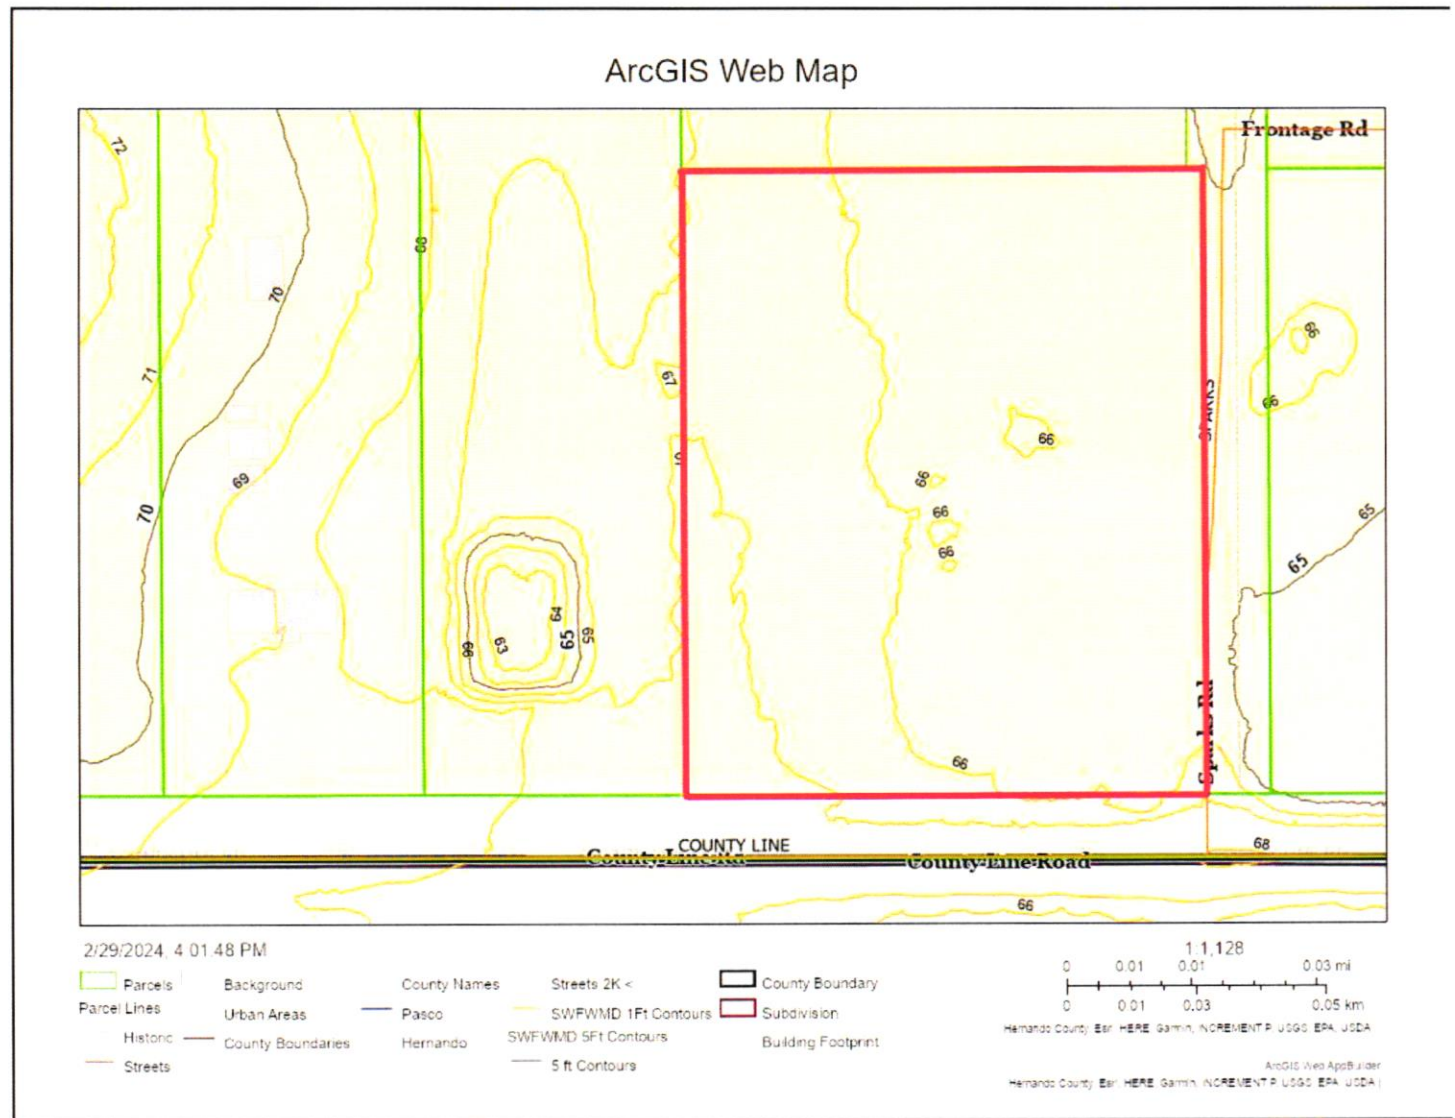 ArcGIS Web Map
Frontage Rd
72
68
70
66
71
67
66
SPARKS
66
66
69
70
66
65
65
66
64
65
65
63
66
Sparks Rd
66
COUNTY LINE
68
County Line Rd
County Line Road
66
2/29/2024, 4:01:48 PM
1:1,128
0 0.01 0.01 0.03 mi
0 0.01 0.03 0.05 km
Parcels
Parcel Lines
Historic
Streets
Background
Urban Areas
County Boundaries
County Names
Pasco
Hernando
Streets 2K <
SWFWMD 1Ft Contours
SWFWMD 5Ft Contours
5 ft Contours
County Boundary
Subdivision
Building Footprint
Hernando County, Esri, HERE, Garmin, INCREMENT P, USGS, EPA, USDA
ArcGIS Web AppBuilder
Hernando County, Esri, HERE, Garmin, INCREMENT P, USGS, EPA, USDA |